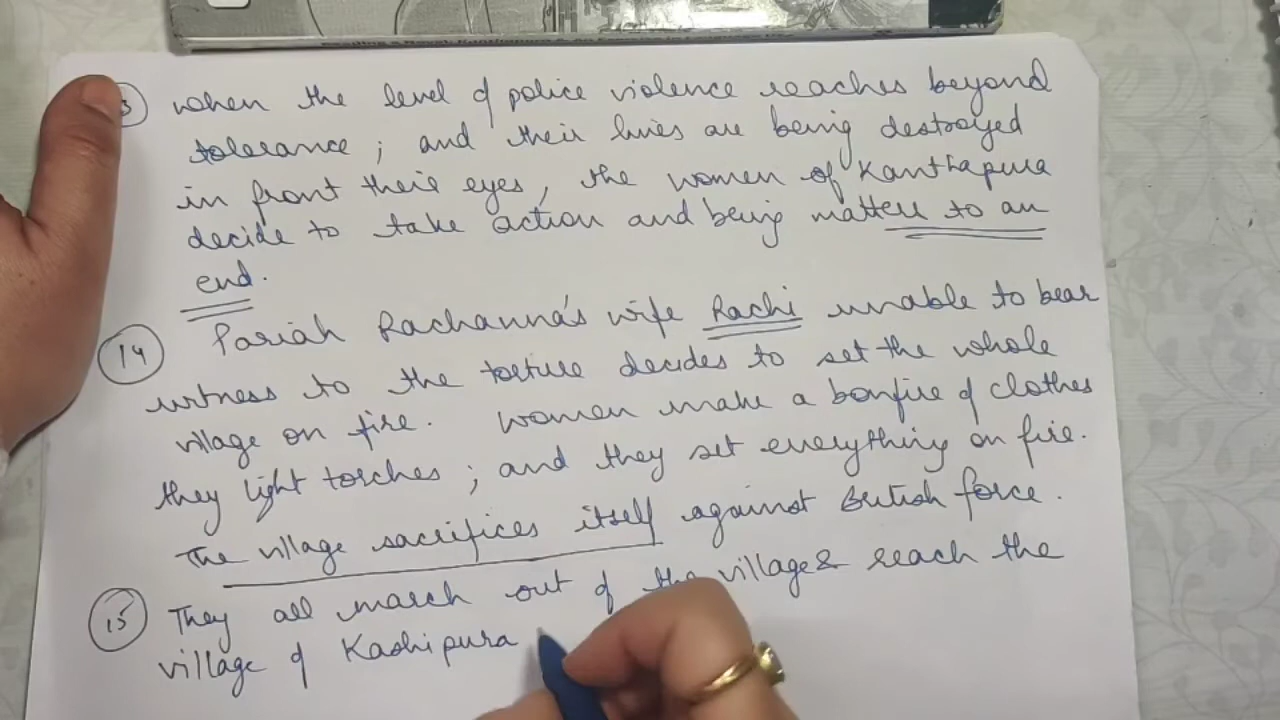 when the level of police violence reaches beyond
tolerance ; and their lives are being destroyed
in front their eyes, the women of Kanthapura
decide to take action and being matters to an
end.
14 Pariah Rachanna's wife Rachi unable to bear
witness to the torture decides to set the whole
village on fire. Women make a bonfire of clothes
they light torches ; and they set everything on fire.
The village sacrifices itself against British force.
15 They all march out of the village & reach the
village of Kashipura